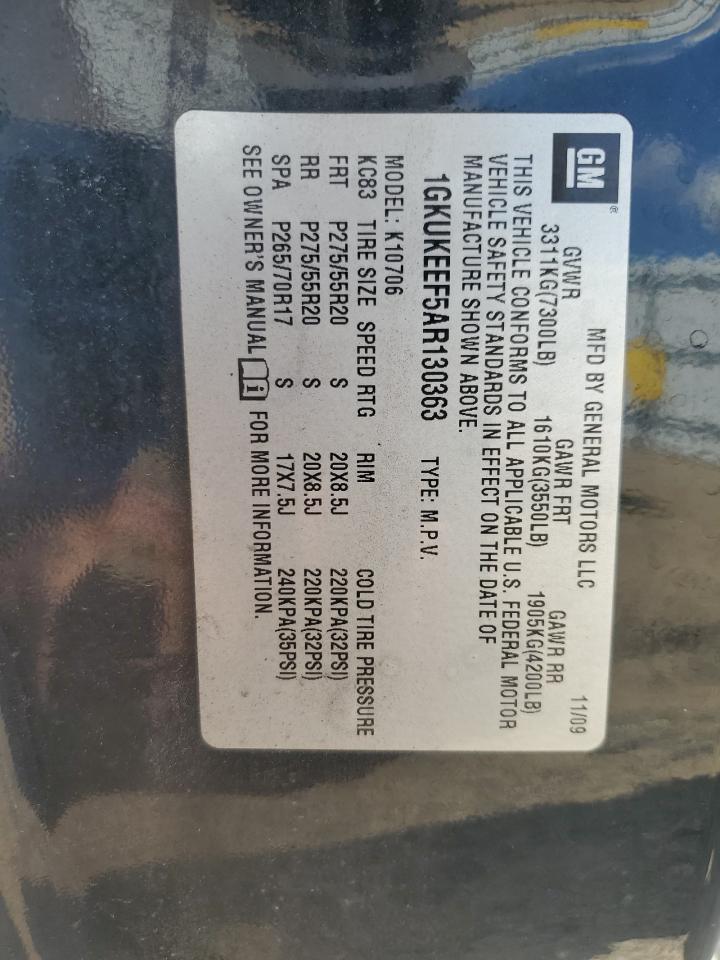 GM®
MFD BY GENERAL MOTORS LLC 11/09
GVWR GAWR FRT GAWR RR
3311KG(7300LB) 1610KG(3550LB) 1905KG(4200LB)
THIS VEHICLE CONFORMS TO ALL APPLICABLE U.S. FEDERAL MOTOR
VEHICLE SAFETY STANDARDS IN EFFECT ON THE DATE OF
MANUFACTURE SHOWN ABOVE.
1GKUKEEF5AR130363 TYPE: M.P.V.
MODEL: K10706
KC83 TIRE SIZE SPEED RTG RIM COLD TIRE PRESSURE
FRT P275/55R20 S 20X8.5J 220KPA(32PSI)
RR P275/55R20 S 20X8.5J 220KPA(32PSI)
SPA P265/70R17 S 17X7.5J 240KPA(35PSI)
SEE OWNER'S MANUAL i FOR MORE INFORMATION.